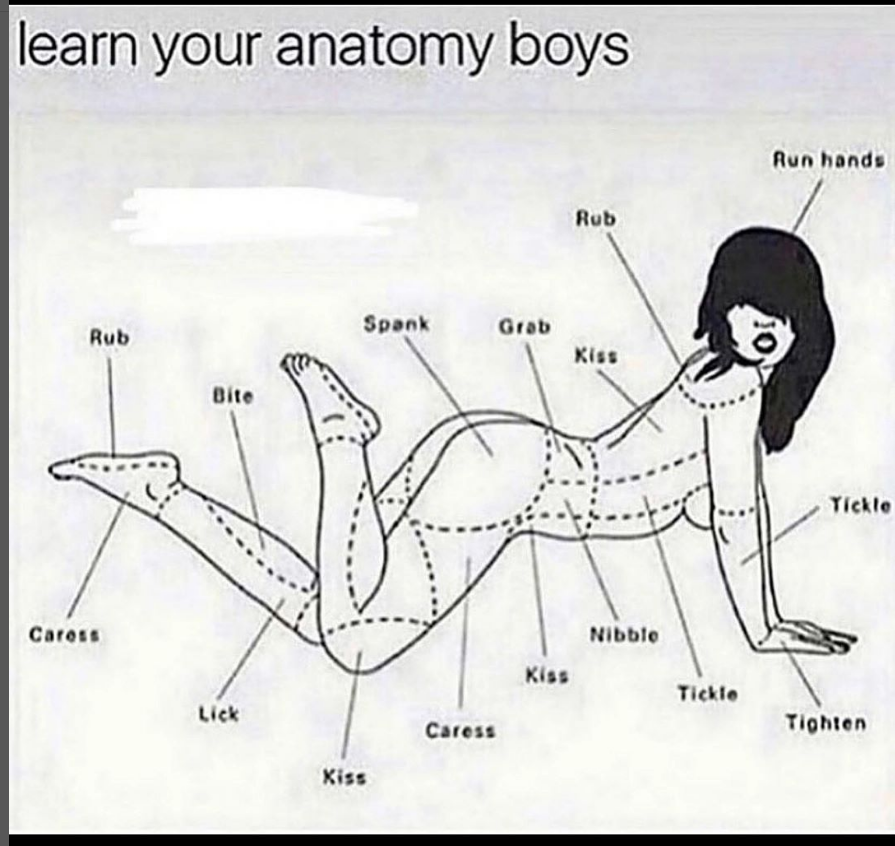 learn your anatomy boys
Run hands
Rub
Spank
Grab
Rub
Kiss
Bite
Tickle
Caress
Nibble
Kiss
Tickle
Lick
Tighten
Caress
Kiss